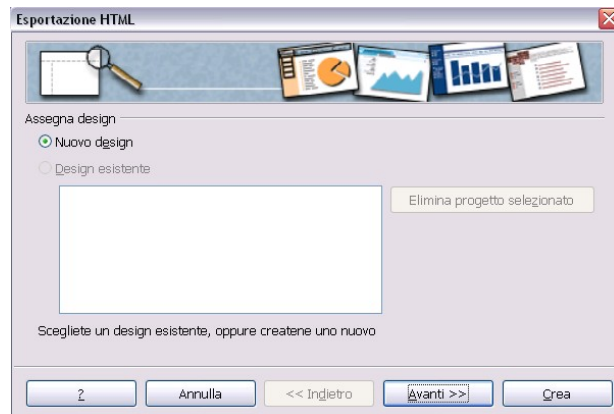 Esportazione HTML
Assegna design
Nuovo design
Design esistente
Elimina progetto selezionato
Scegliete un design esistente, oppure createne uno nuovo
?
Annulla
<< Indietro
Avanti >>
Crea